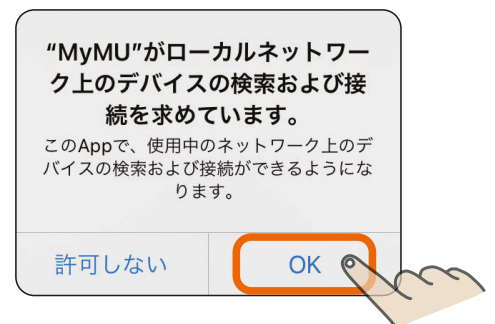 “MyMU”がローカルネットワー
ク上のデバイスの検索および接
続を求めています。
このAppで、使用中のネットワーク上のデ
バイスの検索および接続ができるようにな
ります。
許可しない
OK